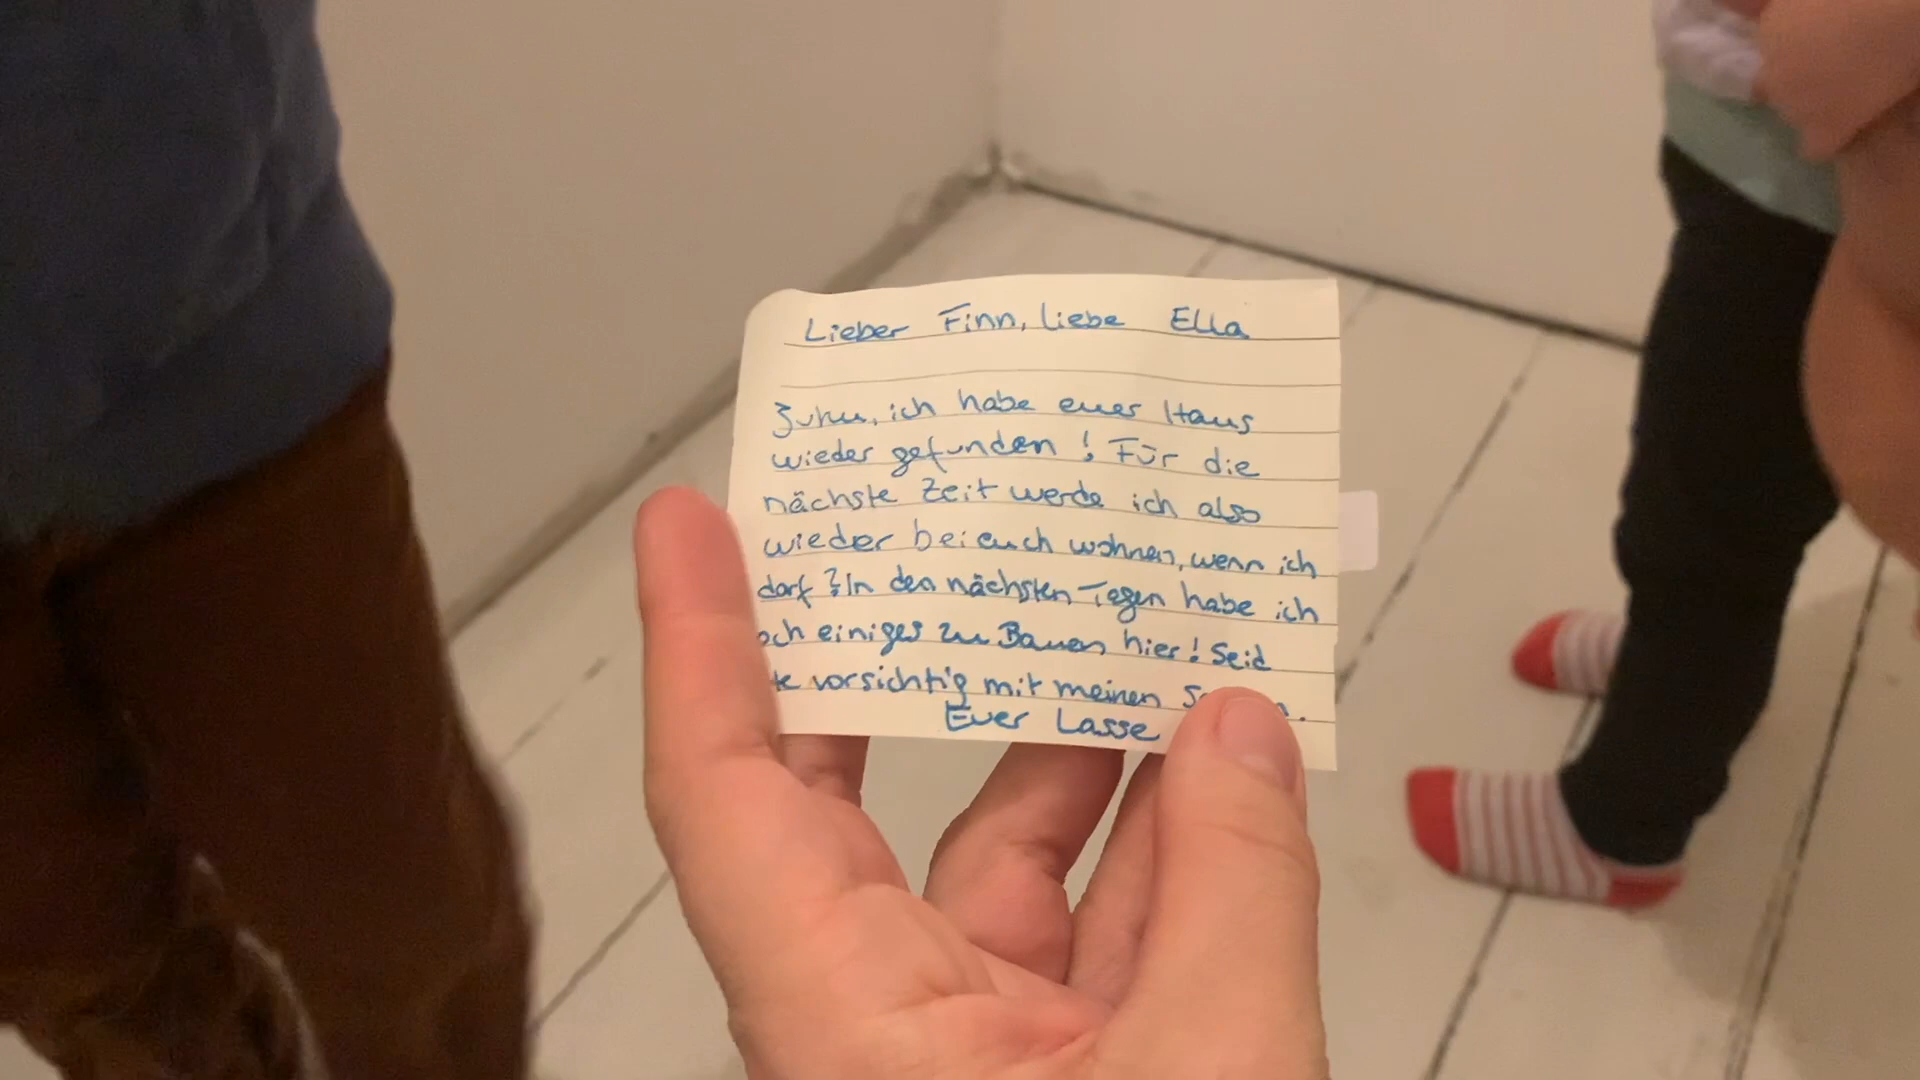 Lieber Finn, liebe Ella
Juhu, ich habe euer Haus
wieder gefunden! Für die
nächste Zeit werde ich also
wieder bei euch wohnen, wenn ich
darf? In den nächsten Tagen habe ich
och einiges zu Bauen hier! Seid
te vorsichtig mit meinen
Euer Lasse